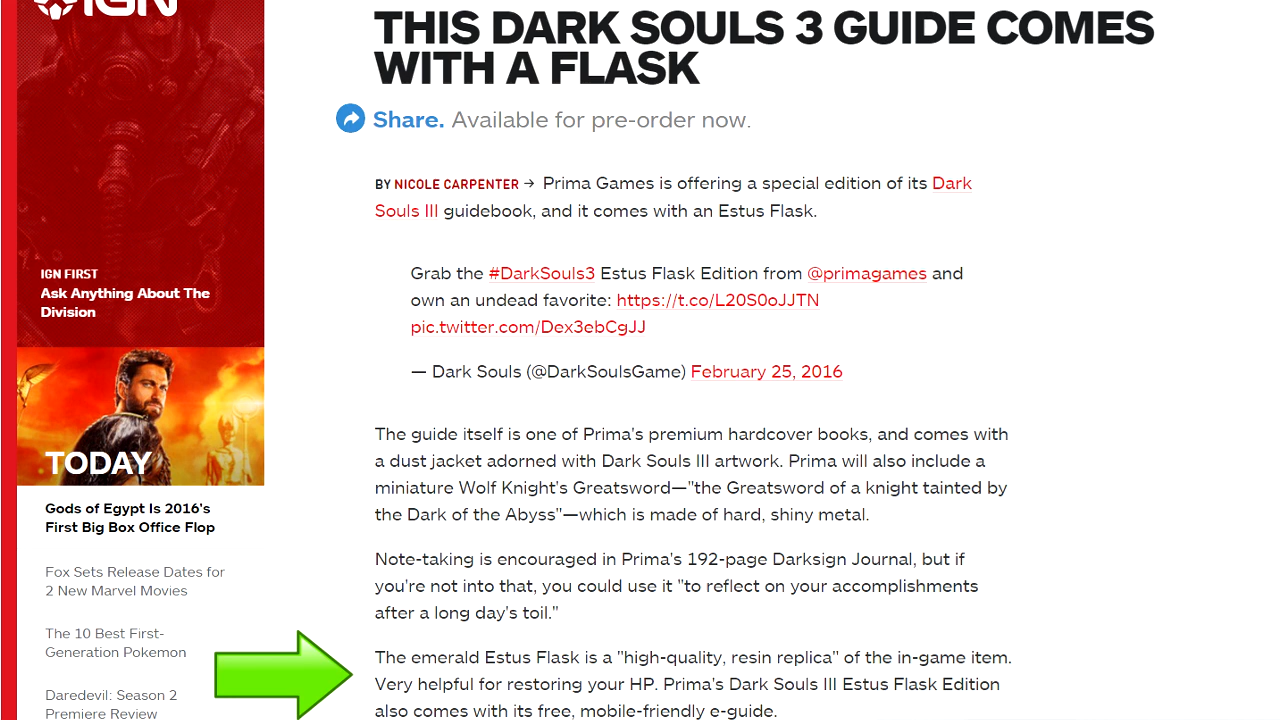 IGN
IGN FIRST
Ask Anything About The
Division
TODAY
Gods of Egypt Is 2016's
First Big Box Office Flop
Fox Sets Release Dates for
2 New Marvel Movies
The 10 Best First-
Generation Pokemon
Daredevil: Season 2
Premiere Review
THIS DARK SOULS 3 GUIDE COMES
WITH A FLASK
Share. Available for pre-order now.
BY NICOLE CARPENTER → Prima Games is offering a special edition of its Dark
Souls III guidebook, and it comes with an Estus Flask.
Grab the #DarkSouls3 Estus Flask Edition from @primagames and
own an undead favorite: https://t.co/L20S0oJJTN
pic.twitter.com/Dex3ebCgJJ
— Dark Souls (@DarkSoulsGame) February 25, 2016
The guide itself is one of Prima's premium hardcover books, and comes with
a dust jacket adorned with Dark Souls III artwork. Prima will also include a
miniature Wolf Knight's Greatsword—"the Greatsword of a knight tainted by
the Dark of the Abyss"—which is made of hard, shiny metal.
Note-taking is encouraged in Prima's 192-page Darksign Journal, but if
you're not into that, you could use it "to reflect on your accomplishments
after a long day's toil."
The emerald Estus Flask is a "high-quality, resin replica" of the in-game item.
Very helpful for restoring your HP. Prima's Dark Souls III Estus Flask Edition
also comes with its free, mobile-friendly e-guide.